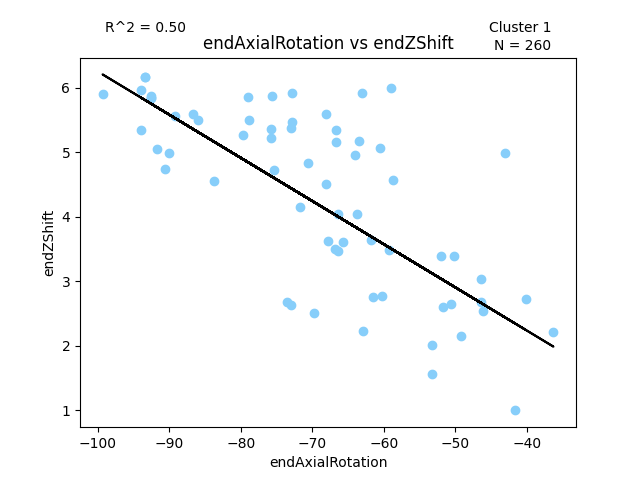 R^2 = 0.50
Cluster 1
endAxialRotation vs endZShift
N = 260
6
5
4
3
2
1
endZShift
−100 −90 −80 −70 −60 −50 −40
endAxialRotation